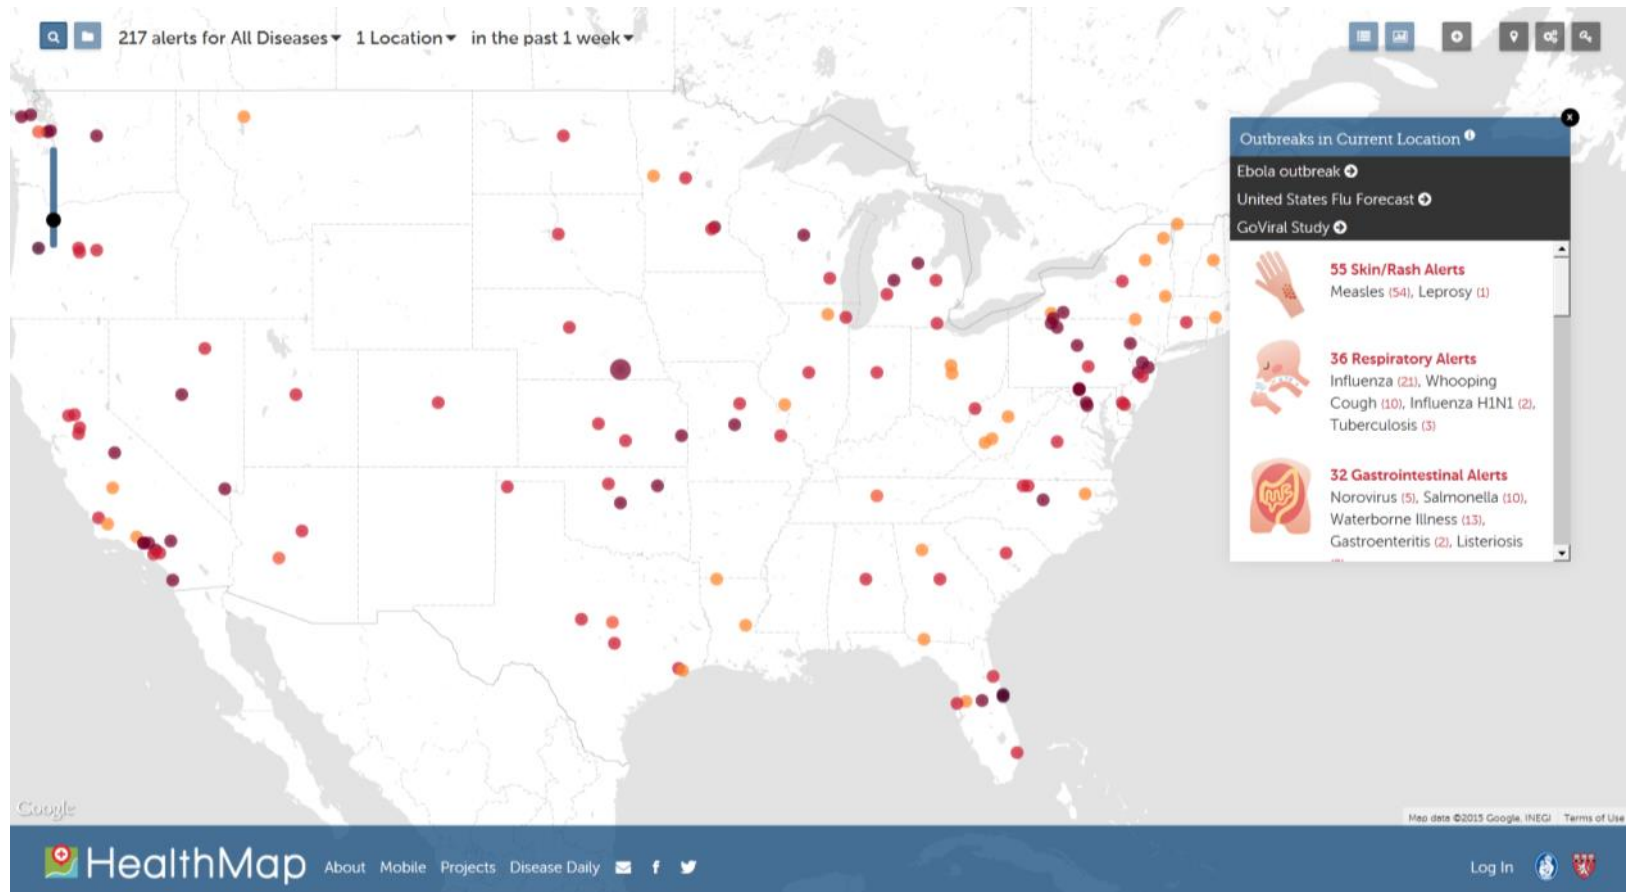 217 alerts for All Diseases 1 Location in the past 1 week
x
Outbreaks in Current Location i
Ebola outbreak
United States Flu Forecast
GoViral Study
55 Skin/Rash Alerts
Measles (54), Leprosy (1)
36 Respiratory Alerts
Influenza (21), Whooping
Cough (10), Influenza H1N1 (2),
Tuberculosis (3)
32 Gastrointestinal Alerts
Norovirus (5), Salmonella (10),
Waterborne Illness (13),
Gastroenteritis (2), Listeriosis
Google
Map data ©2015 Google, INEGI Terms of Use
HealthMap About Mobile Projects Disease Daily f Log In